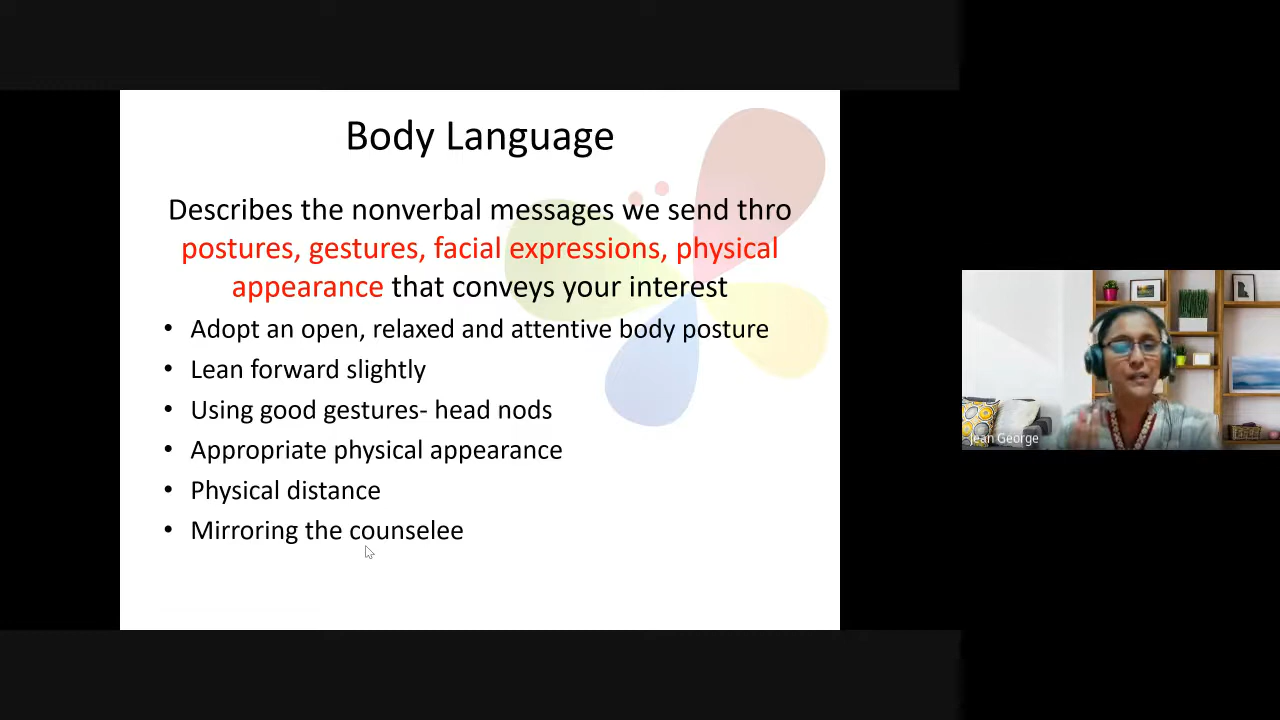 Body Language
Describes the nonverbal messages we send thro
postures, gestures, facial expressions, physical
appearance that conveys your interest
• Adopt an open, relaxed and attentive body posture
• Lean forward slightly
• Using good gestures- head nods
• Appropriate physical appearance
• Physical distance
• Mirroring the counselee
Jean George